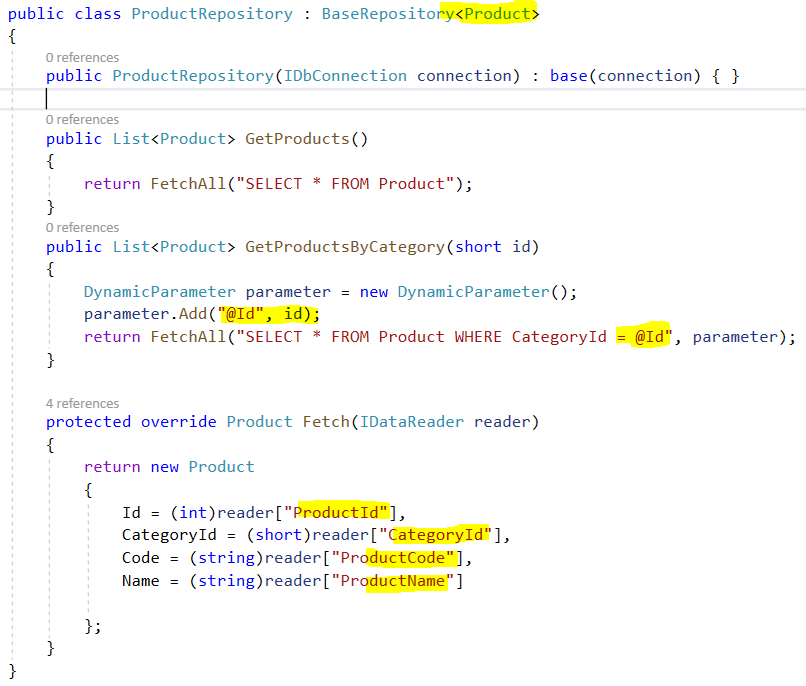 public class ProductRepository : BaseRepository<Product>
{
0 references
public ProductRepository(IDbConnection connection) : base(connection) { }
0 references
public List<Product> GetProducts()
{
return FetchAll("SELECT * FROM Product");
}
0 references
public List<Product> GetProductsByCategory(short id)
{
DynamicParameter parameter = new DynamicParameter();
parameter.Add("@Id", id);
return FetchAll("SELECT * FROM Product WHERE CategoryId = @Id", parameter);
}
4 references
protected override Product Fetch(IDataReader reader)
{
return new Product
{
Id = (int)reader["ProductId"],
CategoryId = (short)reader["CategoryId"],
Code = (string)reader["ProductCode"],
Name = (string)reader["ProductName"]
};
}
}